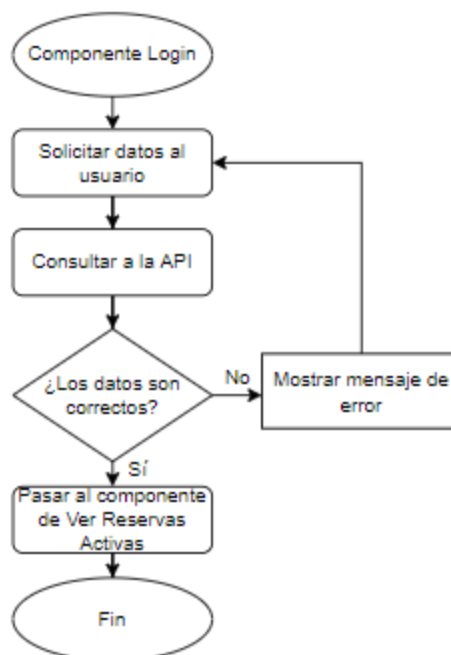 Componente Login
Solicitar datos al
usuario
Consultar a la API
¿Los datos son
correctos?
No
Mostrar mensaje de
error
Sí
Pasar al componente
de Ver Reservas
Activas
Fin